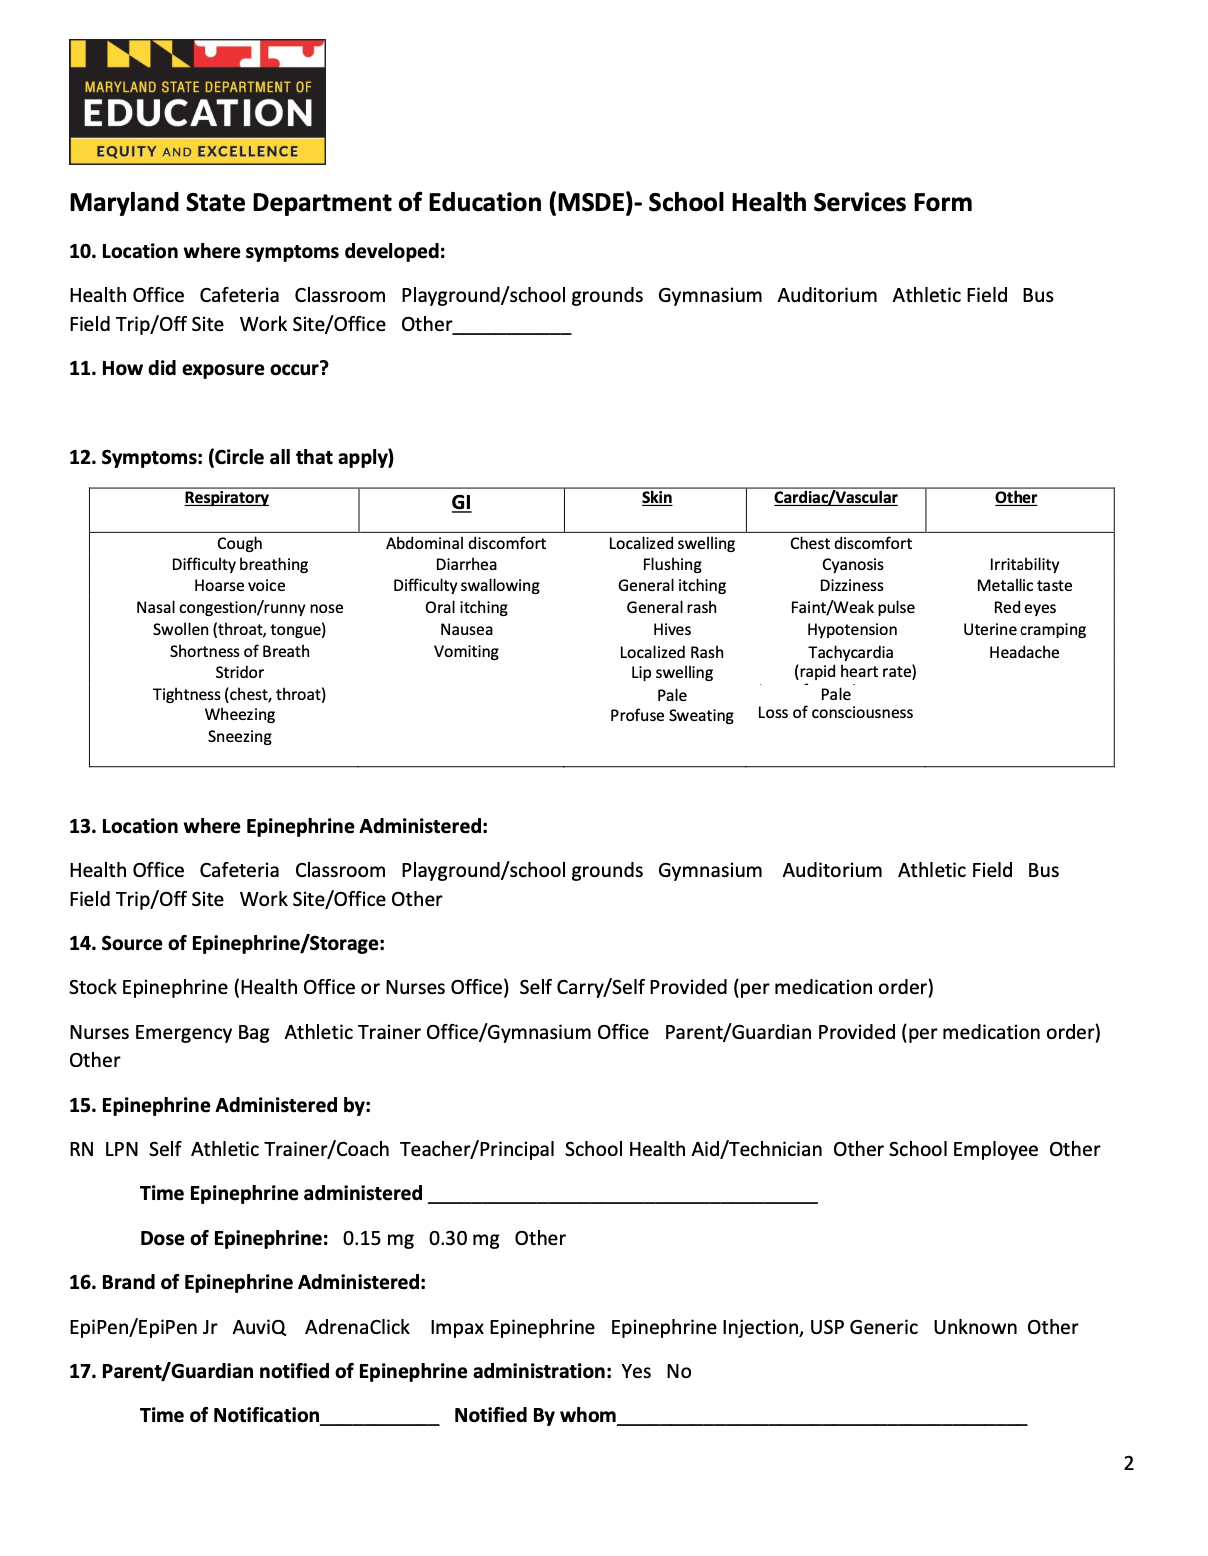 MARYLAND STATE DEPARTMENT OF
EDUCATION
EQUITY AND EXCELLENCE
Maryland State Department of Education (MSDE)- School Health Services Form
10. Location where symptoms developed:
Health Office Cafeteria Classroom Playground/school grounds Gymnasium Auditorium Athletic Field Bus
Field Trip/Off Site Work Site/Office Other___________
11. How did exposure occur?
12. Symptoms: (Circle all that apply)
Respiratory GI Skin Cardiac/Vascular Other
Cough Abdominal discomfort Localized swelling Chest discomfort
Difficulty breathing Diarrhea Flushing Cyanosis Irritability
Hoarse voice Difficulty swallowing General itching Dizziness Metallic taste
Nasal congestion/runny nose Oral itching General rash Faint/Weak pulse Red eyes
Swollen (throat, tongue) Nausea Hives Hypotension Uterine cramping
Shortness of Breath Vomiting Localized Rash Tachycardia Headache
Stridor Lip swelling (rapid heart rate)
Tightness (chest, throat) Pale Pale
Wheezing Profuse Sweating Loss of consciousness
Sneezing
13. Location where Epinephrine Administered:
Health Office Cafeteria Classroom Playground/school grounds Gymnasium Auditorium Athletic Field Bus
Field Trip/Off Site Work Site/Office Other
14. Source of Epinephrine/Storage:
Stock Epinephrine (Health Office or Nurses Office) Self Carry/Self Provided (per medication order)
Nurses Emergency Bag Athletic Trainer Office/Gymnasium Office Parent/Guardian Provided (per medication order)
Other
15. Epinephrine Administered by:
RN LPN Self Athletic Trainer/Coach Teacher/Principal School Health Aid/Technician Other School Employee Other
Time Epinephrine administered ____________________________________
Dose of Epinephrine: 0.15 mg 0.30 mg Other
16. Brand of Epinephrine Administered:
EpiPen/EpiPen Jr AuviQ AdrenaClick Impax Epinephrine Epinephrine Injection, USP Generic Unknown Other
17. Parent/Guardian notified of Epinephrine administration: Yes No
Time of Notification___________ Notified By whom______________________________________
2